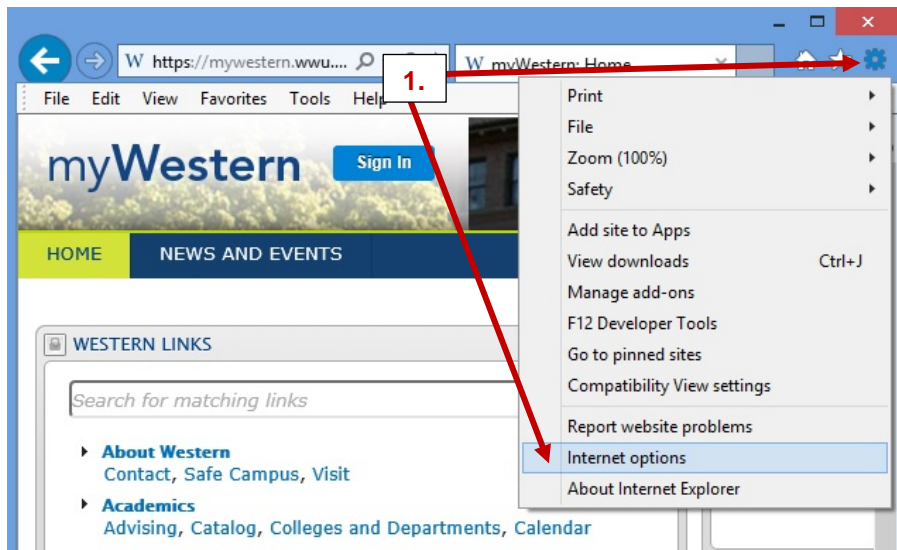 W https://mywestern.wwu....
W myWestern: Home
1.
File Edit View Favorites Tools Help
myWestern
Sign In
HOME NEWS AND EVENTS
WESTERN LINKS
Search for matching links
About Western
Contact, Safe Campus, Visit
Academics
Advising, Catalog, Colleges and Departments, Calendar
Print
File
Zoom (100%)
Safety
Add site to Apps
View downloads Ctrl+J
Manage add-ons
F12 Developer Tools
Go to pinned sites
Compatibility View settings
Report website problems
Internet options
About Internet Explorer